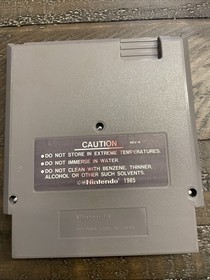 CAUTION
REV-A
• DO NOT STORE IN EXTREME TEMPERATURES.
• DO NOT IMMERSE IN WATER.
• DO NOT CLEAN WITH BENZENE, THINNER,
ALCOHOL OR OTHER SUCH SOLVENTS.
©Nintendo 1985